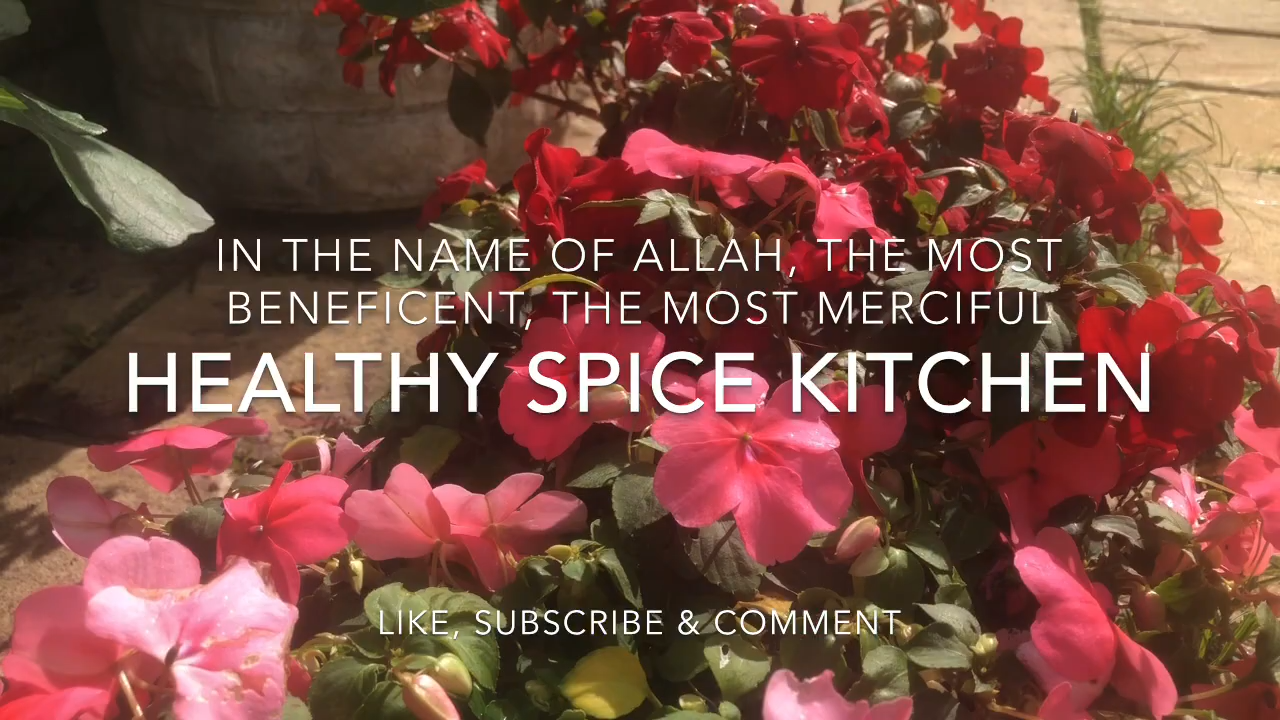 IN THE NAME OF ALLAH, THE MOST
BENEFICENT, THE MOST MERCIFUL
HEALTHY SPICE KITCHEN
LIKE, SUBSCRIBE & COMMENT